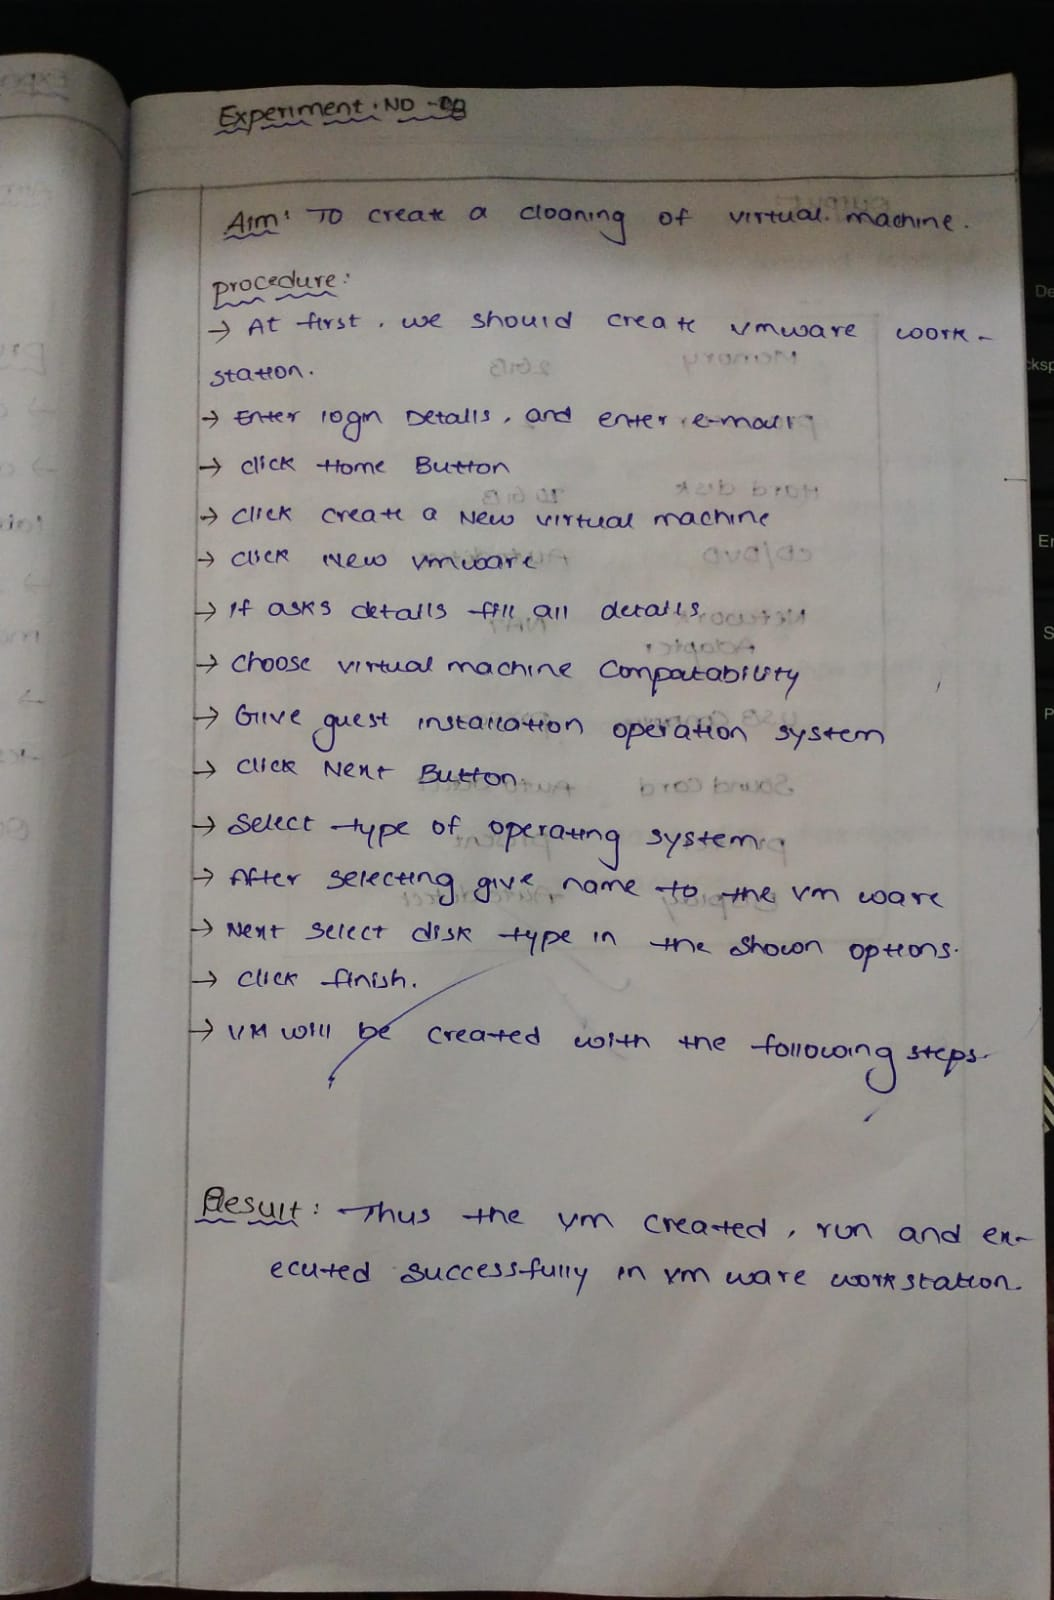 Experiment . NO -
Aim: To create a cloaning of virtual machine.
procedure:
→ At first, we should create vmware work-
station.
→ Enter login Details, and enter e-mail
→ click Home Button
→ click create a New virtual machine
→ click New vmware
→ If asks details fill all details
→ choose virtual machine Compatability
→ Give guest installation operation system
→ click Next Button.
→ Select type of operating system.
→ After selecting give name to the vm ware
→ Next select disk type in the shown options.
→ click finish.
→ VM will be created with the following steps.
Result: Thus the vm created, run and ex-
ecuted successfully in vm ware workstation.